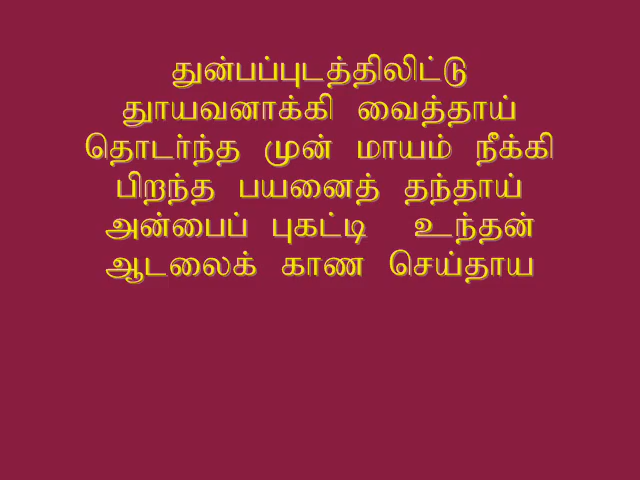 துன்பப்புடத்திலிட்டு
தூயவனாக்கி வைத்தாய்
தொடர்ந்த முன் மாயம் நீக்கி
பிறந்த பயனைத் தந்தாய்
அன்பைப் புகட்டி உந்தன்
ஆடலைக் காண செய்தாய